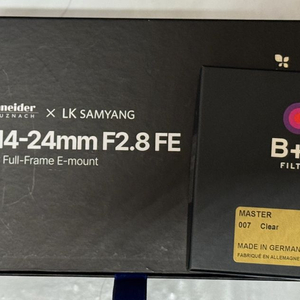 neider
UZNACH
× LK SAMYANG
14-24mm F2.8 FE
Full-Frame E-mount
B+
FILT
MASTER
007 Clear
MADE IN GERMAN
FABRIQUÉ EN ALLEMAGNE